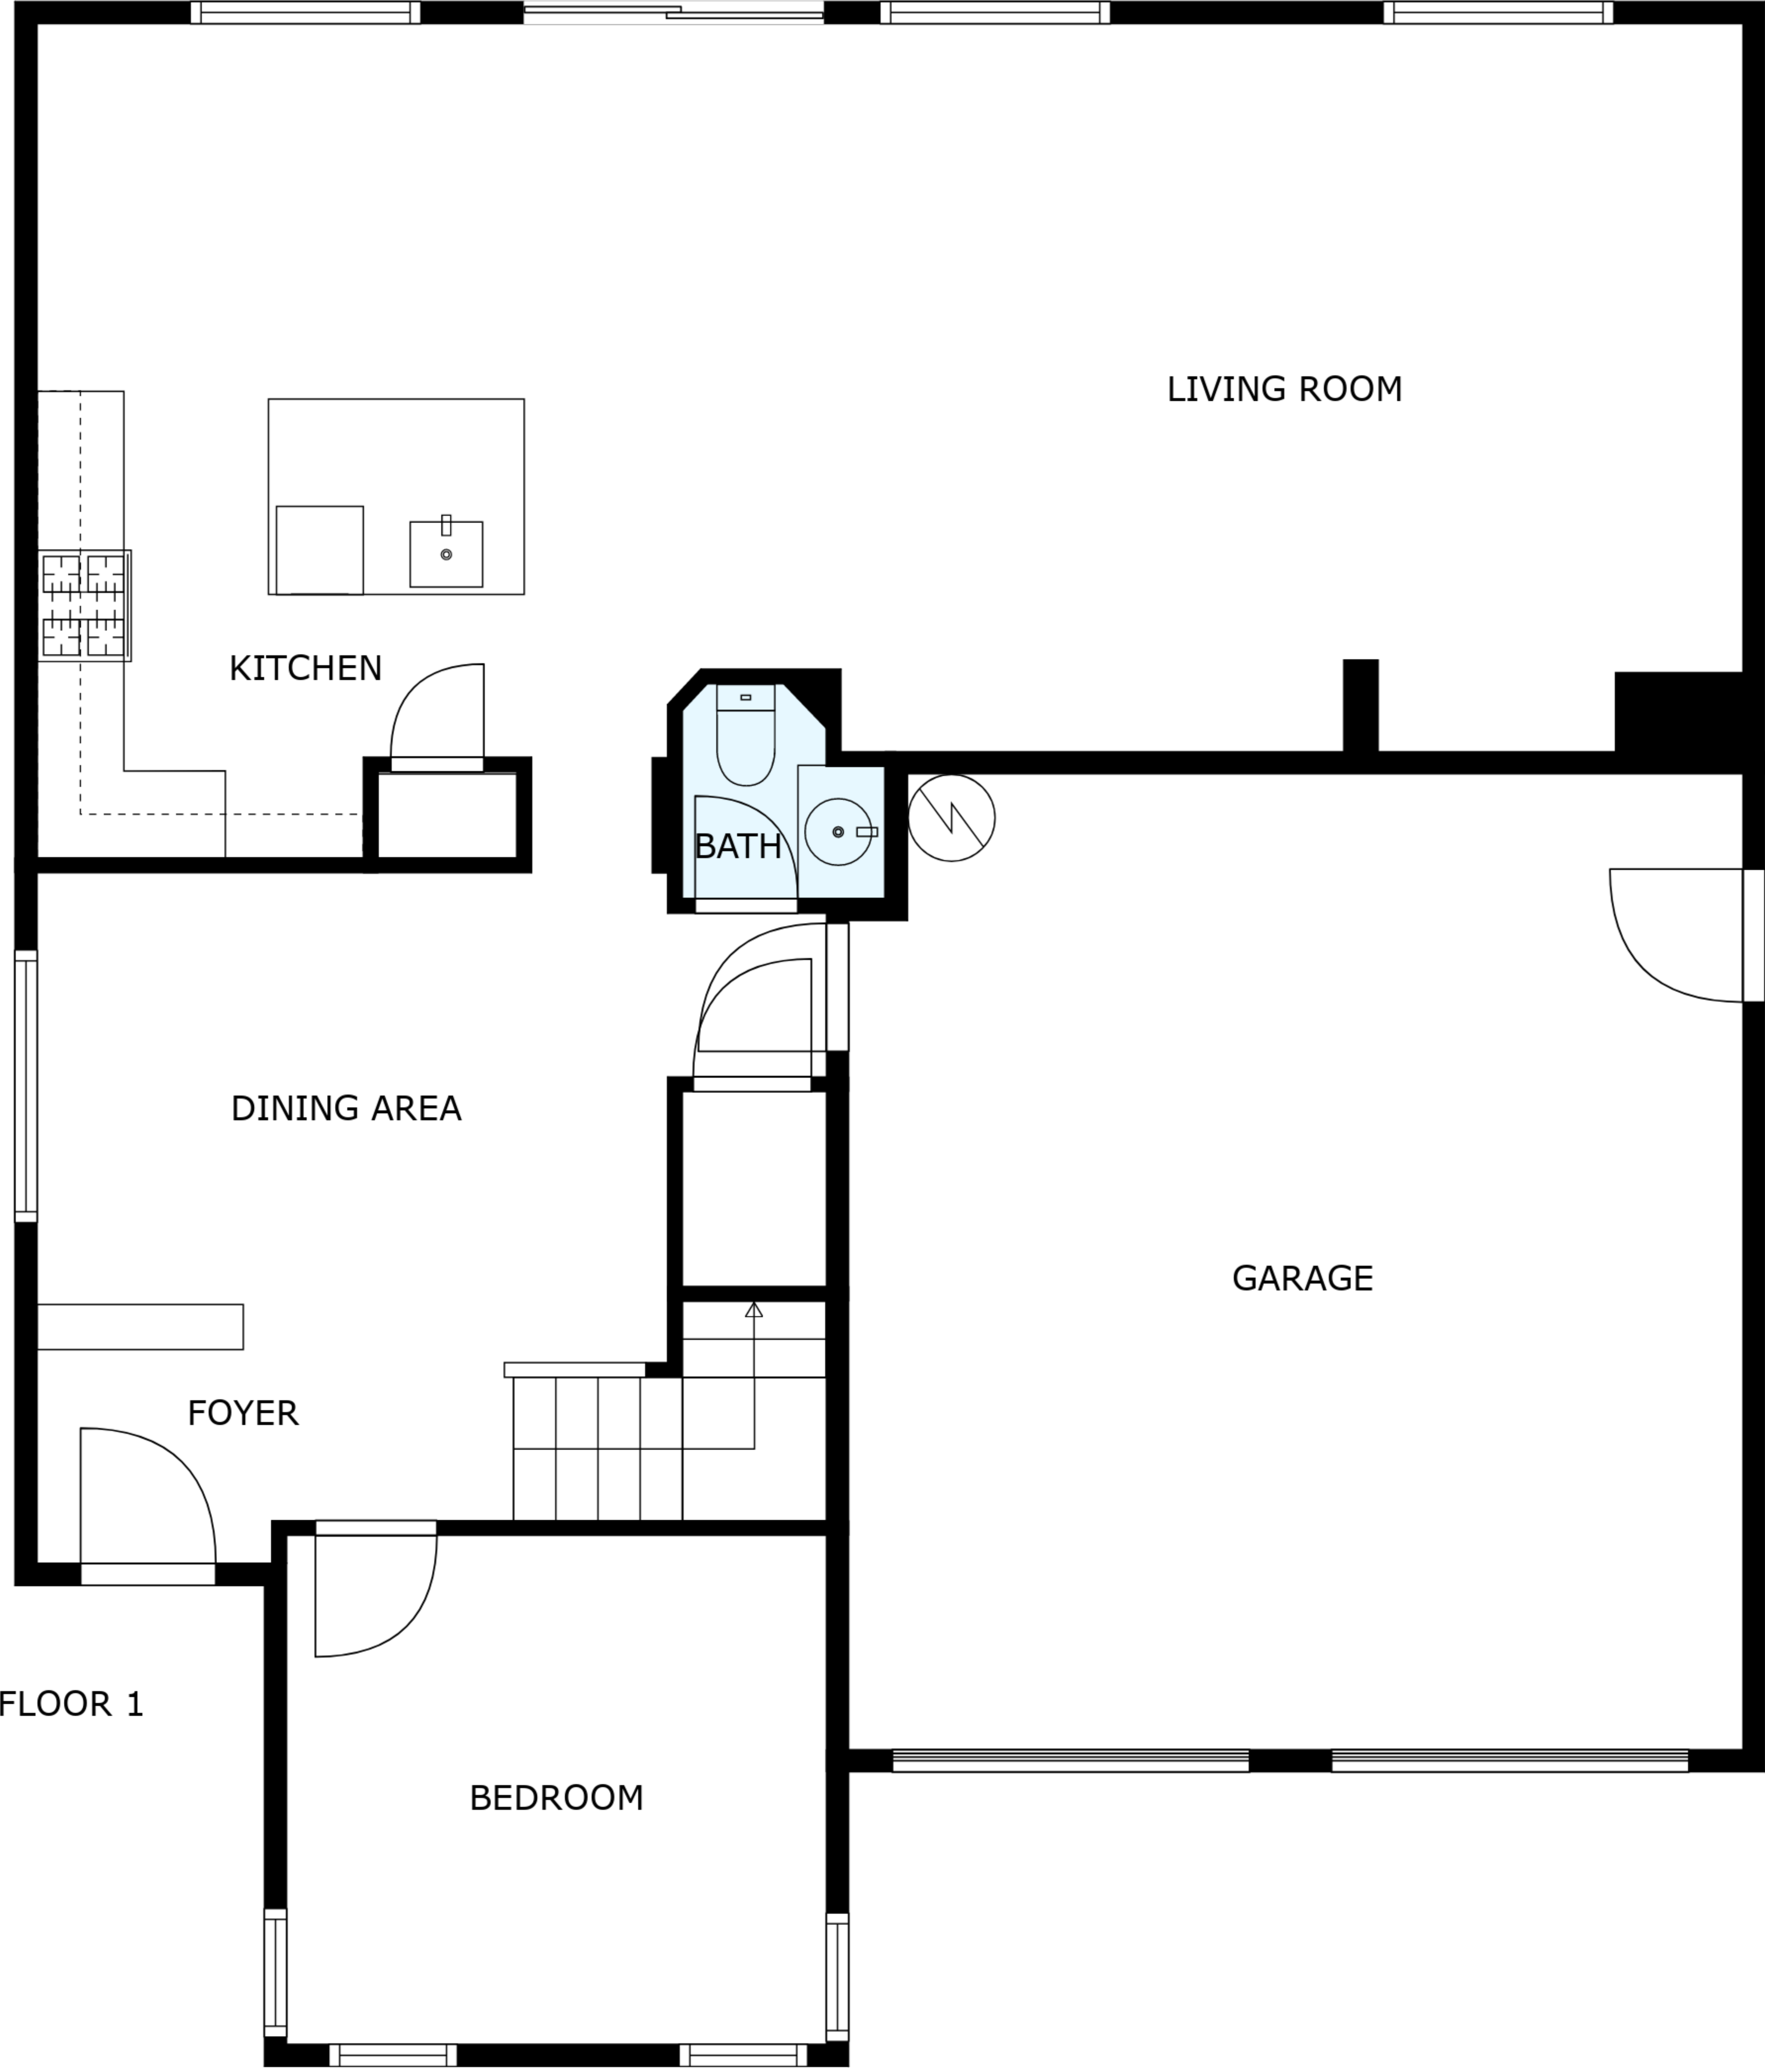 LIVING ROOM
KITCHEN
BATH
DINING AREA
GARAGE
FOYER
FLOOR 1
BEDROOM